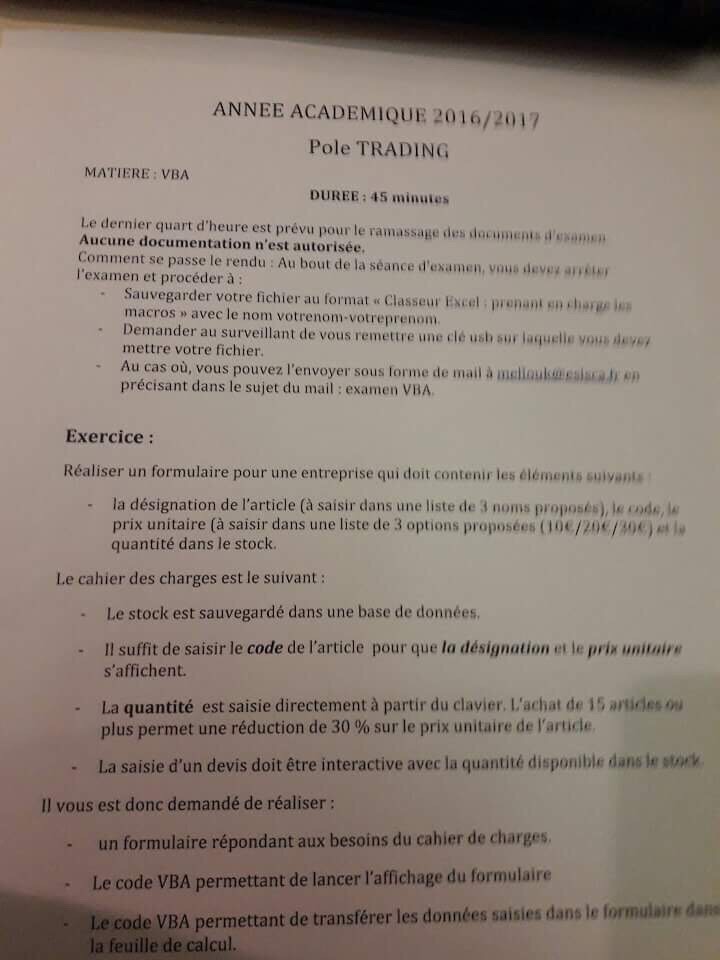 ANNEE ACADEMIQUE 2016/2017
Pole TRADING
MATIERE : VBA
DUREE : 45 minutes
Le dernier quart d'heure est prévu pour le ramassage des documents d'examen
Aucune documentation n'est autorisée.
Comment se passe le rendu : Au bout de la séance d'examen, vous devez arrêter
l'examen et procéder à :
- Sauvegarder votre fichier au format « Classeur Excel : prenant en charge les
macros » avec le nom votrenom-votreprenom.
- Demander au surveillant de vous remettre une clé usb sur laquelle vous devez
mettre votre fichier.
- Au cas où, vous pouvez l'envoyer sous forme de mail à mellouk@esisca.fr en
précisant dans le sujet du mail : examen VBA.
Exercice :
Réaliser un formulaire pour une entreprise qui doit contenir les éléments suivants :
- la désignation de l'article (à saisir dans une liste de 3 noms proposés), le code, le
prix unitaire (à saisir dans une liste de 3 options proposées (10€/20€/30€) et la
quantité dans le stock.
Le cahier des charges est le suivant :
- Le stock est sauvegardé dans une base de données.
- Il suffit de saisir le code de l'article pour que la désignation et le prix unitaire
s'affichent.
- La quantité est saisie directement à partir du clavier. L'achat de 15 articles ou
plus permet une réduction de 30 % sur le prix unitaire de l'article.
- La saisie d'un devis doit être interactive avec la quantité disponible dans le stock.
Il vous est donc demandé de réaliser :
- un formulaire répondant aux besoins du cahier de charges.
- Le code VBA permettant de lancer l'affichage du formulaire
- Le code VBA permettant de transférer les données saisies dans le formulaire dans
la feuille de calcul.